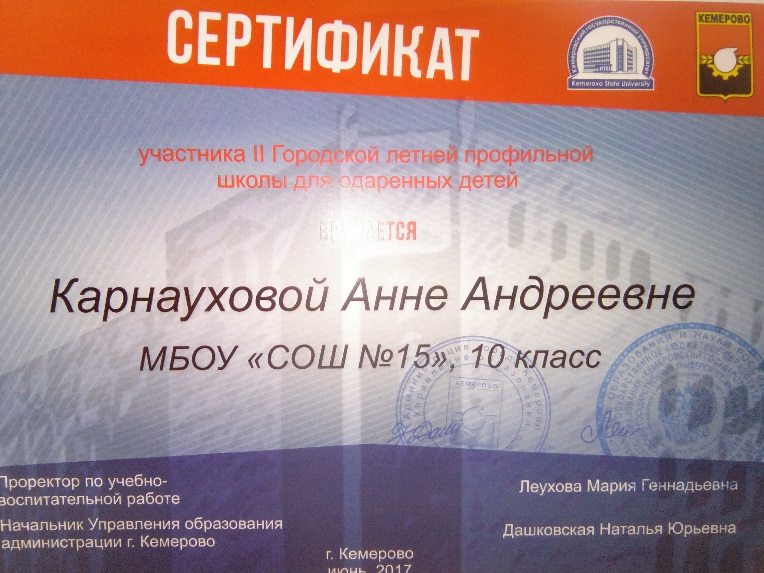 СЕРТИФИКАТ
Кемеровский государственный университет
Kemerovo State University
КЕМЕРОВО
участника II Городской летней профильной
школы для одаренных детей
ВРУЧАЕТСЯ
Карнауховой Анне Андреевне
МБОУ «СОШ №15», 10 класс
КЕМЕРОВО
Проректор по учебно-
воспитательной работе
Леухова Мария Геннадьевна
Начальник Управления образования
администрации г. Кемерово
Дашковская Наталья Юрьевна
г. Кемерово
июнь, 2017